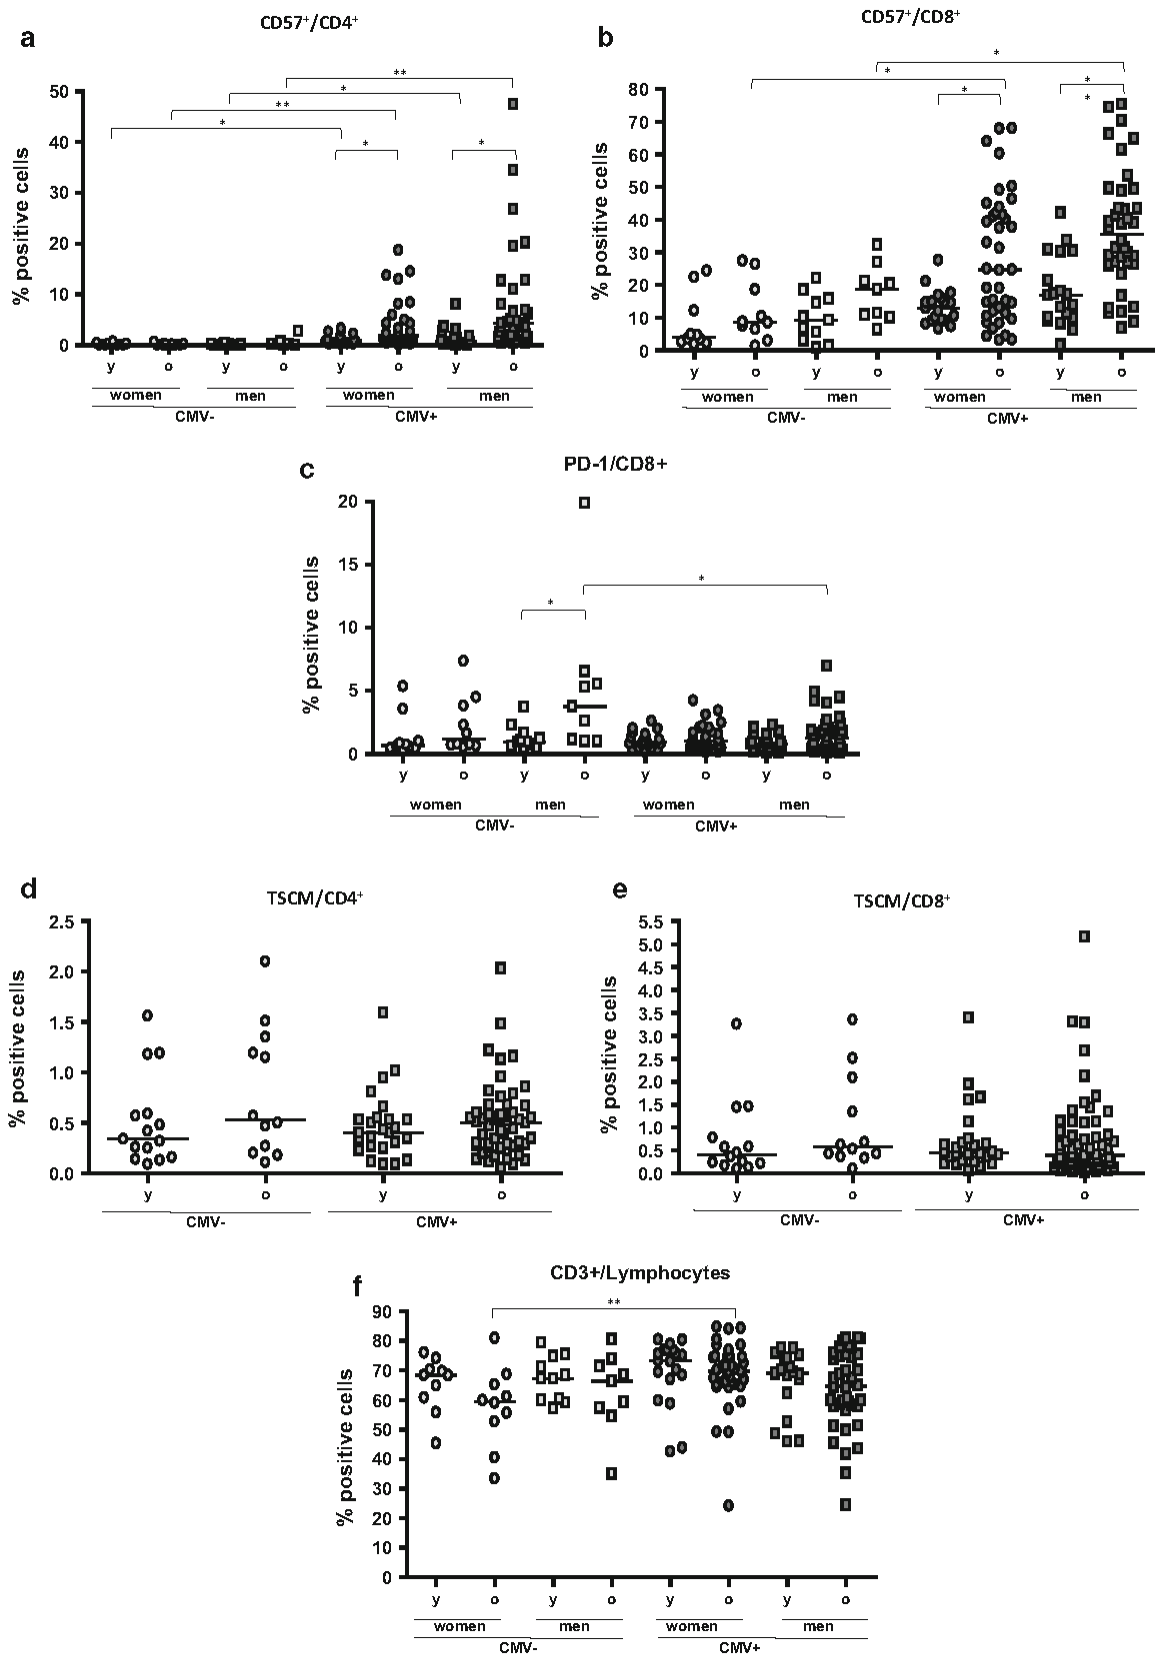 a
CD57⁺/CD4⁺
% positive cells
50
40
30
20
10
0
**
*
**
*
*
*
y o y o y o y o
women men women men
CMV- CMV+
b
CD57⁺/CD8⁺
% positive cells
80
70
60
50
40
30
20
10
0
*
*
*
*
*
y o y o y o y o
women men women men
CMV- CMV+
c
PD-1/CD8+
% positive cells
20
15
10
5
0
*
*
y o y o y o y o
women men women men
CMV- CMV+
d
TSCM/CD4⁺
% positive cells
2.5
2.0
1.5
1.0
0.5
0.0
y o y o
CMV- CMV+
e
TSCM/CD8⁺
% positive cells
5.5
5.0
4.5
4.0
3.5
3.0
2.5
2.0
1.5
1.0
0.5
0.0
y o y o
CMV- CMV+
f
CD3+/Lymphocytes
% positive cells
90
80
70
60
50
40
30
20
10
0
**
y o y o y o y o
women men women men
CMV- CMV+